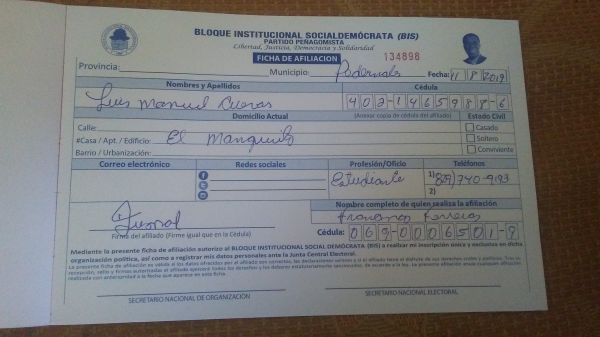 BLOQUE INSTITUCIONAL SOCIALDEMÓCRATA (BIS)
PARTIDO PEÑAGOMISTA
Libertad, Justicia, Democracia y Solidaridad
FICHA DE AFILIACION 134898
Provincia: Municipio: Pedernales Fecha: 11 8 2019
Nombres y Apellidos Cédula
Luis Manuel Cuevas 402-1465988-6
Domicilio Actual (Anexar copia de cédula del afiliado) Estado Civil
Calle: Casado
#Casa / Apt. / Edificio: El Manguito Soltero
Barrio / Urbanización: Conviviente
Correo electrónico Redes sociales Profesión/Oficio Teléfonos
Estudiante 1) (829) 740-9193
2)
Nombre completo de quien realiza la afiliación
Francisco Ferreras
Firma del afiliado (Firme igual que en la Cédula) Cédula: 069-0006501-9
Mediante la presente ficha de afiliación autorizo al BLOQUE INSTITUCIONAL SOCIAL DEMÓCRATA (BIS) a realizar mi inscripción única y exclusiva en dicha
organización política, así como a registrar mis datos personales ante la Junta Central Electoral.
SECRETARIO NACIONAL DE ORGANIZACIÓN SECRETARIO NACIONAL ELECTORAL